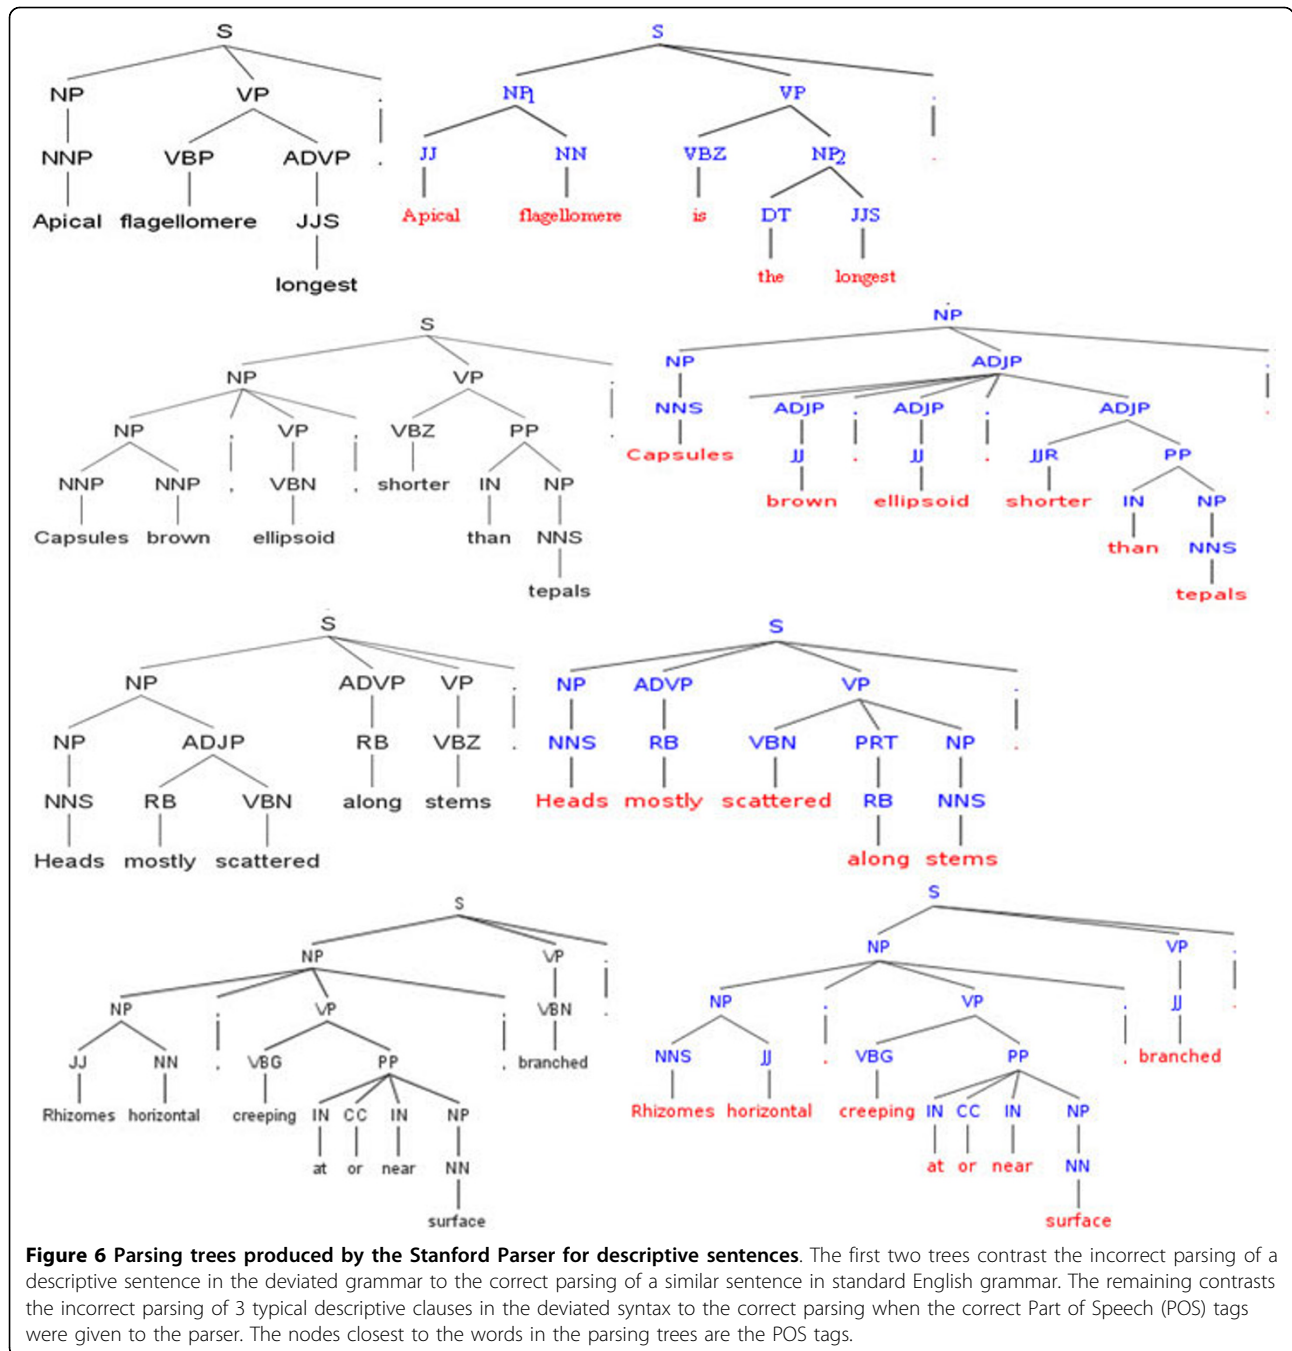 S S
NP VP . NP1 VP .
NNP VBP ADVP . JJ NN VBZ NP2 .
Apical flagellomere JJS Apical flagellomere is DT JJS
longest the longest
S NP
NP VP . NP ADJP .
NP , VP , VBZ PP . NNS ADJP , ADJP , ADJP .
NNP NNP , VBN , shorter IN NP Capsules JJ , JJ , JJR PP
Capsules brown ellipsoid than NNS brown ellipsoid shorter IN NP
tepals than NNS
tepals
S S
NP ADVP VP . NP ADVP VP .
NP ADJP RB VBZ . NNS RB VBN PRT NP .
NNS RB VBN along stems Heads mostly scattered RB NNS
Heads mostly scattered along stems
S S
NP VP . NP VP .
NP , VP , VBN . NP , VP , JJ .
JJ NN , VBG PP , branched NNS JJ , VBG PP , branched
Rhizomes horizontal creeping IN CC IN NP Rhizomes horizontal creeping IN CC IN NP
at or near NN at or near NN
surface surface
Figure 6 Parsing trees produced by the Stanford Parser for descriptive sentences. The first two trees contrast the incorrect parsing of a
descriptive sentence in the deviated grammar to the correct parsing of a similar sentence in standard English grammar. The remaining contrasts
the incorrect parsing of 3 typical descriptive clauses in the deviated syntax to the correct parsing when the correct Part of Speech (POS) tags
were given to the parser. The nodes closest to the words in the parsing trees are the POS tags.